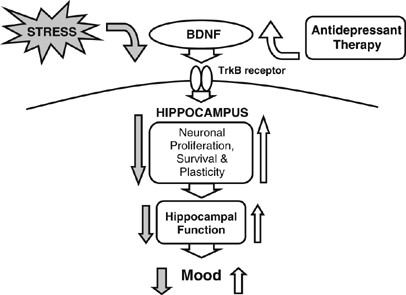 STRESS
BDNF
Antidepressant
Therapy
TrkB receptor
HIPPOCAMPUS
Neuronal
Proliferation,
Survival &
Plasticity
Hippocampal
Function
Mood